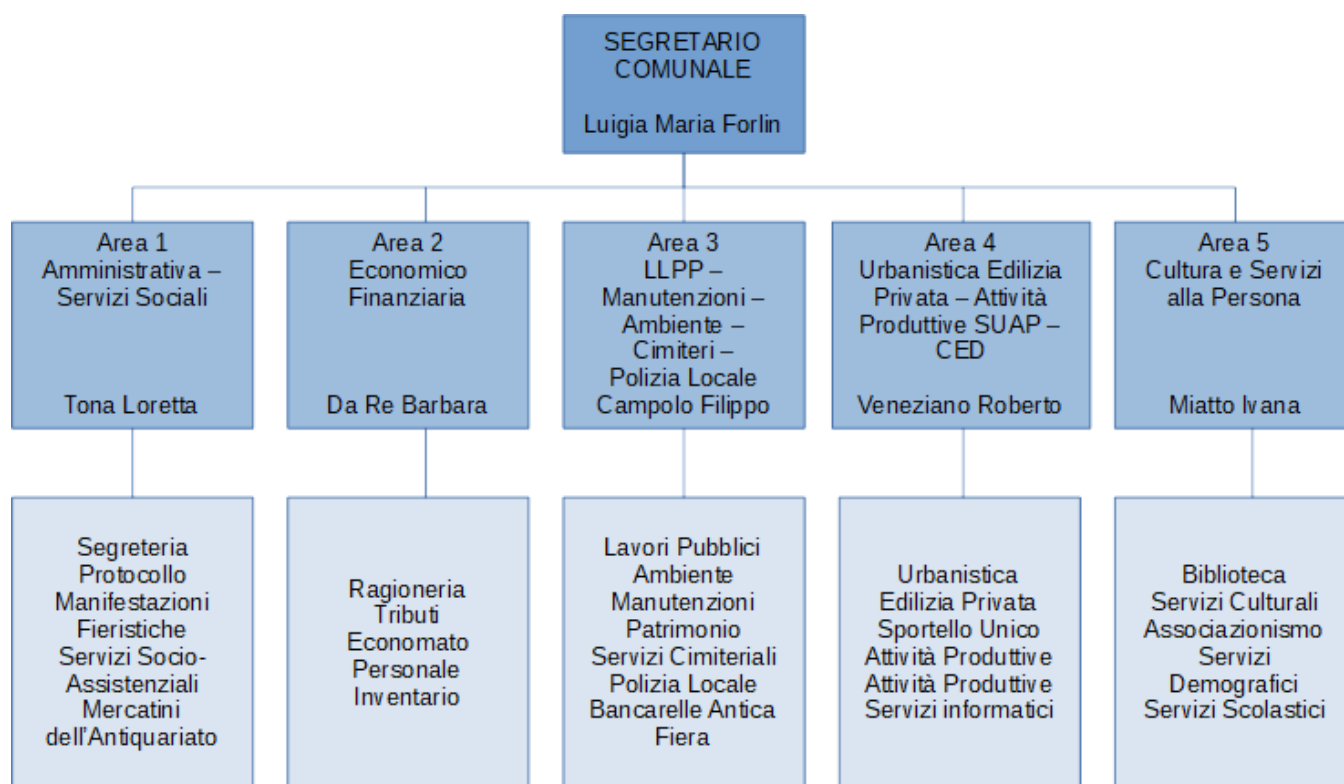 SEGRETARIO
COMUNALE
Luigia Maria Forlin
Area 1
Amministrativa –
Servizi Sociali
Tona Loretta
Area 2
Economico
Finanziaria
Da Re Barbara
Area 3
LLPP –
Manutenzioni –
Ambiente –
Cimiteri –
Polizia Locale
Campolo Filippo
Area 4
Urbanistica Edilizia
Privata – Attività
Produttive SUAP –
CED
Veneziano Roberto
Area 5
Cultura e Servizi
alla Persona
Miatto Ivana
Segreteria
Protocollo
Manifestazioni
Fieristiche
Servizi Socio-
Assistenziali
Mercatini
dell'Antiquariato
Ragioneria
Tributi
Economato
Personale
Inventario
Lavori Pubblici
Ambiente
Manutenzioni
Patrimonio
Servizi Cimiteriali
Polizia Locale
Bancarelle Antica
Fiera
Urbanistica
Edilizia Privata
Sportello Unico
Attività Produttive
Attività Produttive
Servizi informatici
Biblioteca
Servizi Culturali
Associazionismo
Servizi
Demografici
Servizi Scolastici